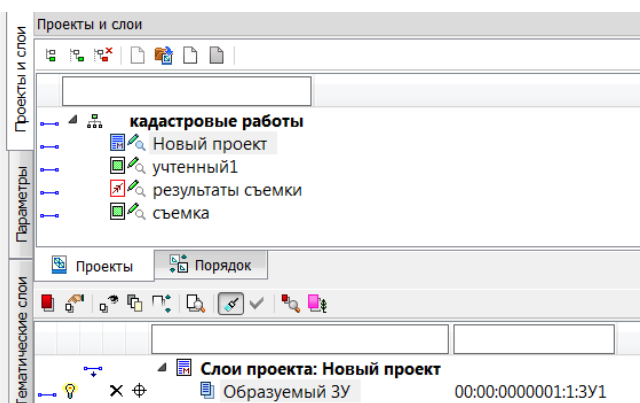 Проекты и слои
Проекты и слои
кадастровые работы
Новый проект
учтенный1
результаты съемки
съемка
Параметры
Проекты
Порядок
Тематические слои
Слои проекта: Новый проект
Образуемый ЗУ 00:00:0000001:1:ЗУ1